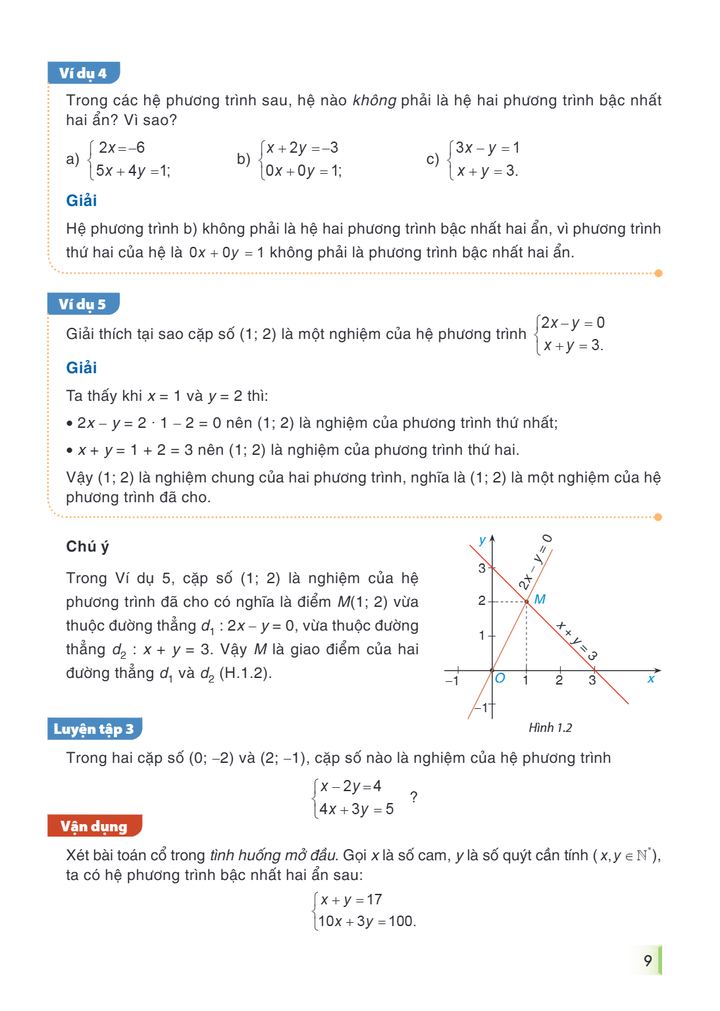 Ví dụ 4
Trong các hệ phương trình sau, hệ nào không phải là hệ hai phương trình bậc nhất
hai ẩn? Vì sao?
a) {2x = –6
5x + 4y = 1;
b) {x + 2y = –3
0x + 0y = 1;
c) {3x – y = 1
x + y = 3.
Giải
Hệ phương trình b) không phải là hệ hai phương trình bậc nhất hai ẩn, vì phương trình
thứ hai của hệ là 0x + 0y = 1 không phải là phương trình bậc nhất hai ẩn.
Ví dụ 5
Giải thích tại sao cặp số (1; 2) là một nghiệm của hệ phương trình {2x – y = 0
x + y = 3.
Giải
Ta thấy khi x = 1 và y = 2 thì:
• 2x – y = 2 · 1 – 2 = 0 nên (1; 2) là nghiệm của phương trình thứ nhất;
• x + y = 1 + 2 = 3 nên (1; 2) là nghiệm của phương trình thứ hai.
Vậy (1; 2) là nghiệm chung của hai phương trình, nghĩa là (1; 2) là một nghiệm của hệ
phương trình đã cho.
Chú ý
Trong Ví dụ 5, cặp số (1; 2) là nghiệm của hệ
phương trình đã cho có nghĩa là điểm M(1; 2) vừa
thuộc đường thẳng d₁ : 2x – y = 0, vừa thuộc đường
thẳng d₂ : x + y = 3. Vậy M là giao điểm của hai
đường thẳng d₁ và d₂ (H.1.2).
y
2x – y = 0
3
2
M
1
x + y = 3
–1
O
1
2
3
x
–1
Hình 1.2
Luyện tập 3
Trong hai cặp số (0; –2) và (2; –1), cặp số nào là nghiệm của hệ phương trình
{x – 2y = 4
4x + 3y = 5
?
Vận dụng
Xét bài toán cổ trong tình huống mở đầu. Gọi x là số cam, y là số quýt cần tính (x, y ∈ ℕ*),
ta có hệ phương trình bậc nhất hai ẩn sau:
{x + y = 17
10x + 3y = 100.
9